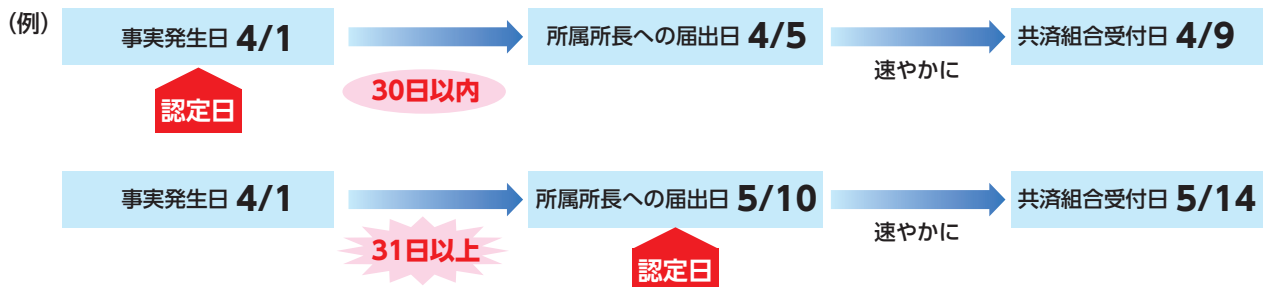 (例)
事実発生日 4/1
所属所長への届出日 4/5
共済組合受付日 4/9
30日以内
速やかに
認定日
事実発生日 4/1
所属所長への届出日 5/10
共済組合受付日 5/14
31日以上
速やかに
認定日